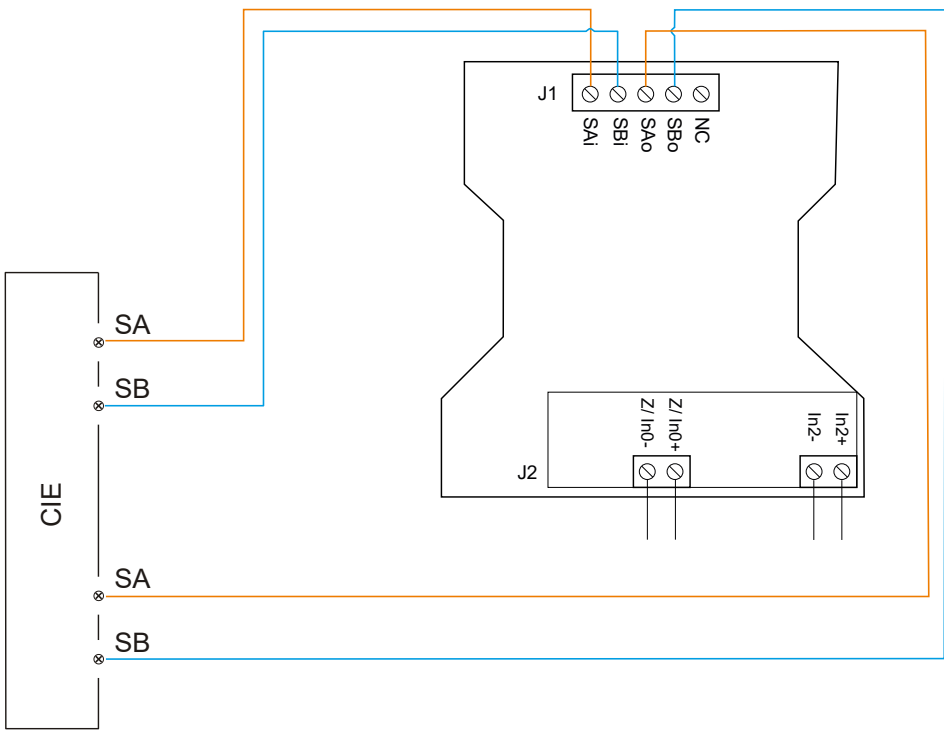 J1
SAi
SBi
SAo
SBo
NC
SA
SB
CIE
SA
SB
J2
Z/ In0-
Z/ In0+
In2-
In2+